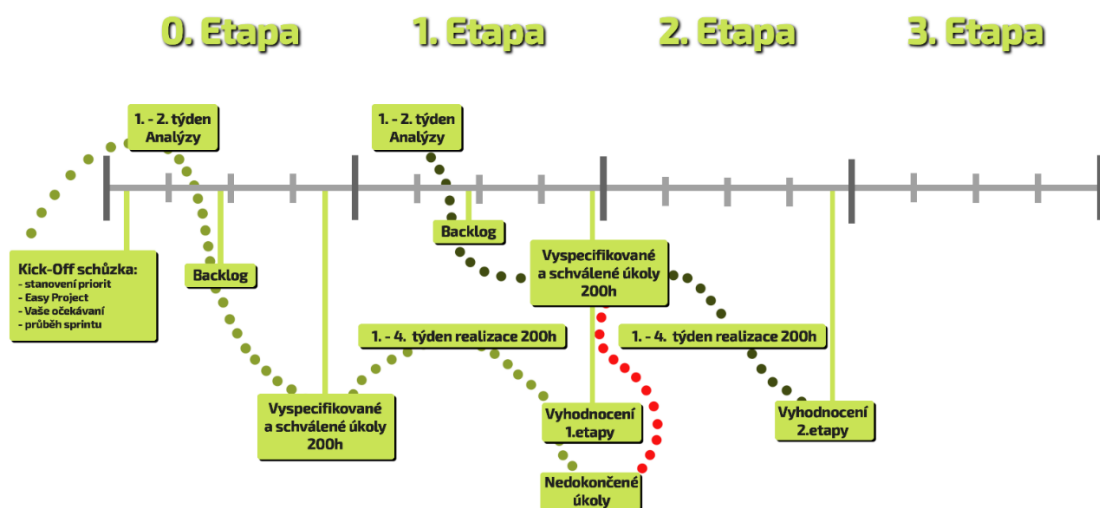 0. Etapa
1. Etapa
2. Etapa
3. Etapa
1. - 2. týden
Analýzy
1. - 2. týden
Analýzy
Backlog
Kick-Off schůzka:
- stanovení priorit
- Easy Project
- Vaše očekávaní
- průběh sprintu
Backlog
Vyspecifikované
a schválené úkoly
200h
1. - 4. týden realizace 200h
1. - 4. týden realizace 200h
Vyspecifikované
a schválené úkoly
200h
Vyhodnocení
1.etapy
Vyhodnocení
2.etapy
Nedokončené
úkoly